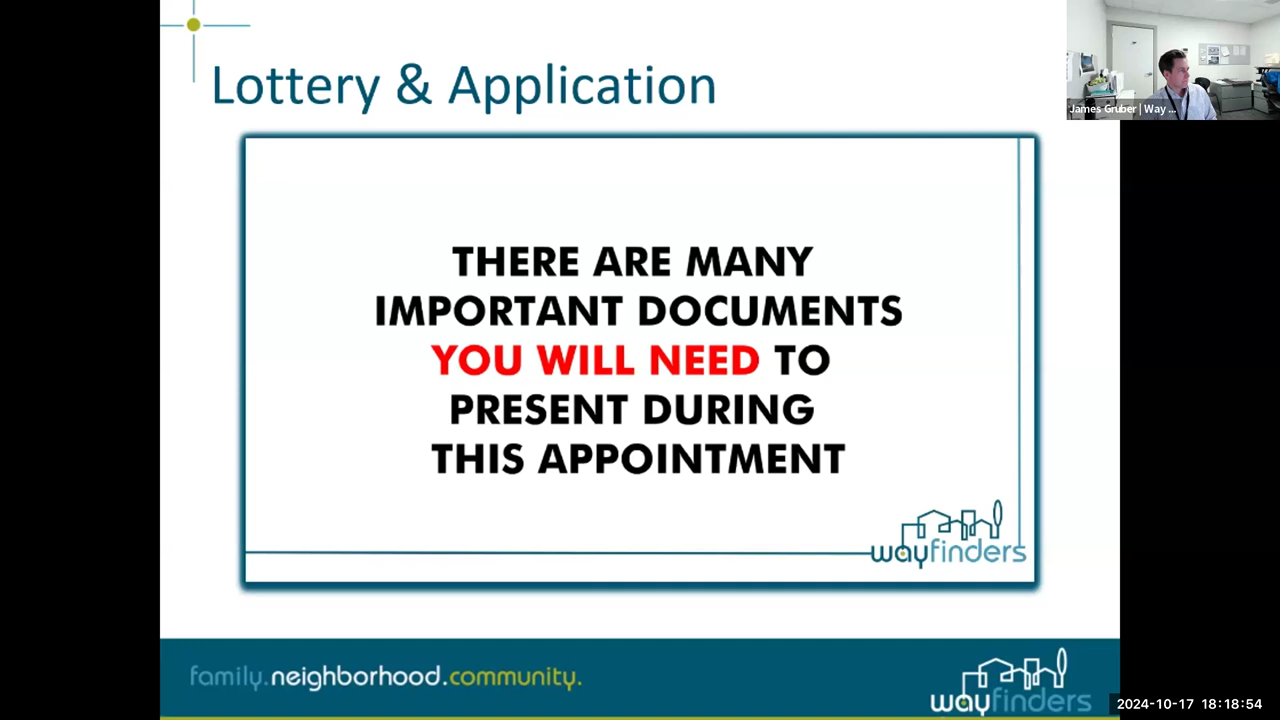 Lottery & Application
James Gruber | Way ...
THERE ARE MANY
IMPORTANT DOCUMENTS
YOU WILL NEED TO
PRESENT DURING
THIS APPOINTMENT
wayfinders
family.neighborhood.community.
wayfinders
2024-10-17 18:18:54